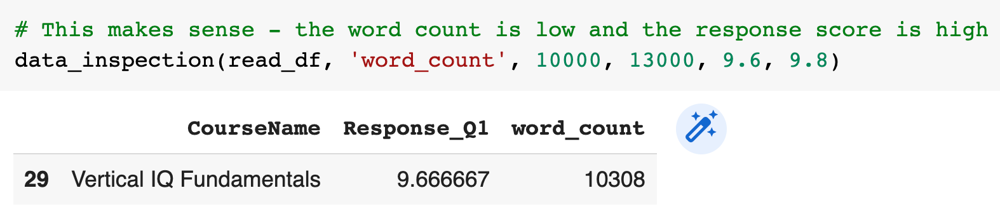 # This makes sense - the word count is low and the response score is high
data_inspection(read_df, 'word_count', 10000, 13000, 9.6, 9.8)
CourseName Response_Q1 word_count
29 Vertical IQ Fundamentals 9.666667 10308